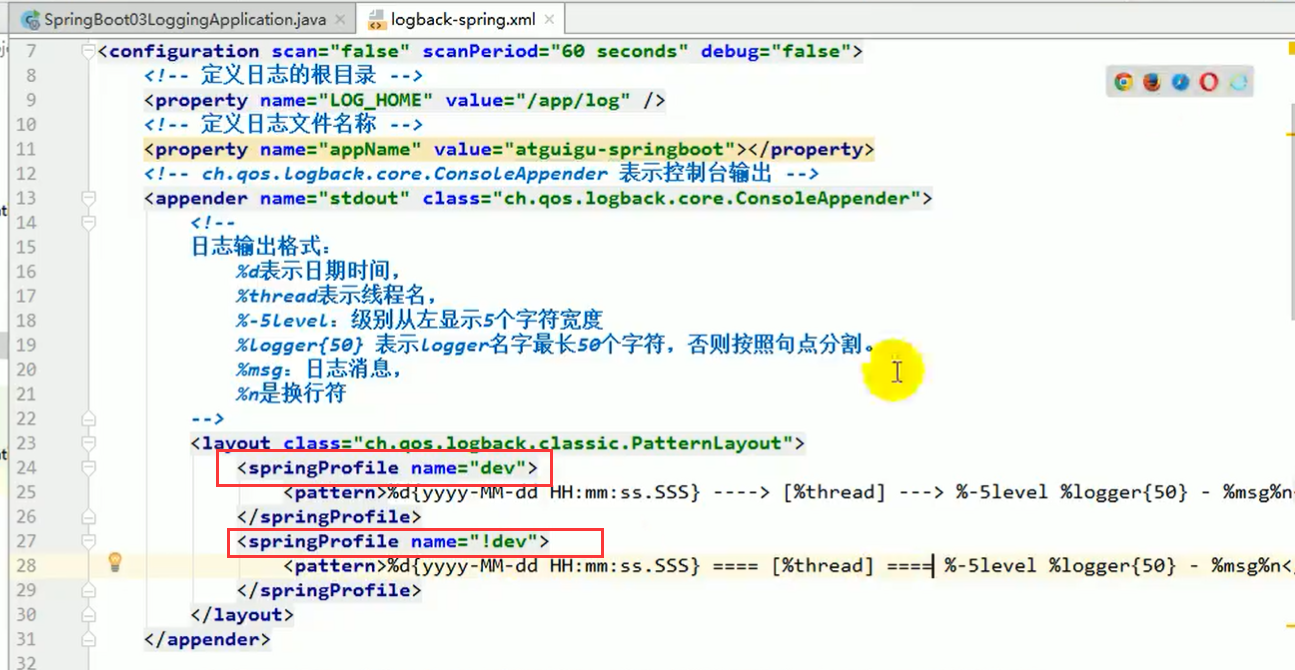 SpringBoot03LoggingApplication.java
logback-spring.xml
7 <configuration scan="false" scanPeriod="60 seconds" debug="false">
8 <!-- 定义日志的根目录 -->
9 <property name="LOG_HOME" value="/app/log" />
10 <!-- 定义日志文件名称 -->
11 <property name="appName" value="atguigu-springboot"></property>
12 <!-- ch.qos.logback.core.ConsoleAppender 表示控制台输出 -->
13 <appender name="stdout" class="ch.qos.logback.core.ConsoleAppender">
14 <!--
15 日志输出格式：
16 %d表示日期时间，
17 %thread表示线程名，
18 %-5level：级别从左显示5个字符宽度
19 %logger{50} 表示logger名字最长50个字符，否则按照句点分割。
20 %msg：日志消息，
21 %n是换行符
22 -->
23 <layout class="ch.qos.logback.classic.PatternLayout">
24 <springProfile name="dev">
25 <pattern>%d{yyyy-MM-dd HH:mm:ss.SSS} ----> [%thread] ---> %-5level %logger{50} - %msg%n
26 </springProfile>
27 <springProfile name="!dev">
28 <pattern>%d{yyyy-MM-dd HH:mm:ss.SSS} ==== [%thread] ==== %-5level %logger{50} - %msg%n<
29 </springProfile>
30 </layout>
31 </appender>
32